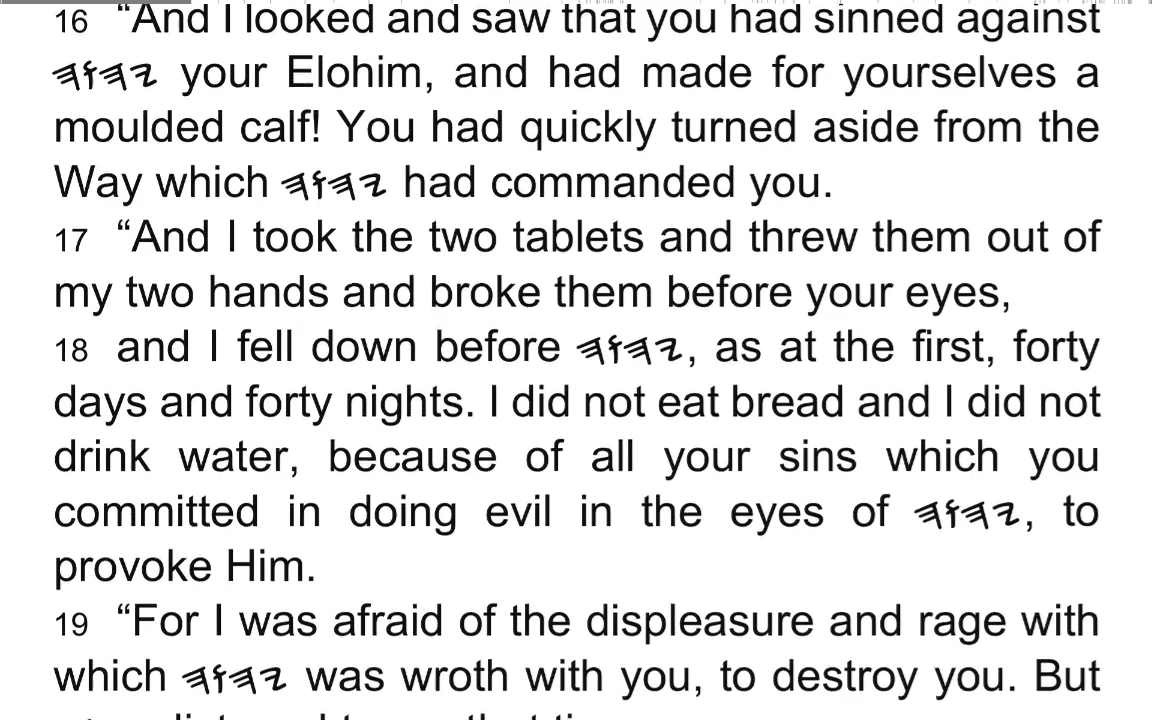 16 “And I looked and saw that you had sinned against
𐤉𐤄𐤅𐤄 your Elohim, and had made for yourselves a
moulded calf! You had quickly turned aside from the
Way which 𐤉𐤄𐤅𐤄 had commanded you.
17 “And I took the two tablets and threw them out of
my two hands and broke them before your eyes,
18 and I fell down before 𐤉𐤄𐤅𐤄, as at the first, forty
days and forty nights. I did not eat bread and I did not
drink water, because of all your sins which you
committed in doing evil in the eyes of 𐤉𐤄𐤅𐤄, to
provoke Him.
19 “For I was afraid of the displeasure and rage with
which 𐤉𐤄𐤅𐤄 was wroth with you, to destroy you. But